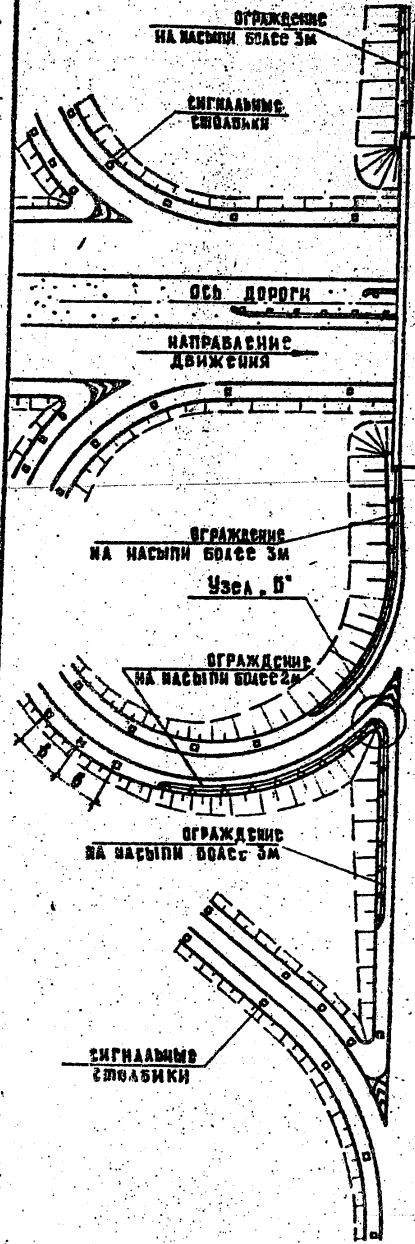 ОГРАЖДЕНИЕ
НА НАСЫПИ БОЛЕЕ 3М
СИГНАЛЬНЫЕ
СТОЛБИКИ
ОСЬ ДОРОГИ
НАПРАВЛЕНИЕ
ДВИЖЕНИЯ
ОГРАЖДЕНИЕ
НА НАСЫПИ БОЛЕЕ 3М
Узел „Б"
ОГРАЖДЕНИЕ
НА НАСЫПИ БОЛЕЕ 2М
ОГРАЖДЕНИЕ
НА НАСЫПИ БОЛЕЕ 3М
СИГНАЛЬНЫЕ
СТОЛБИКИ